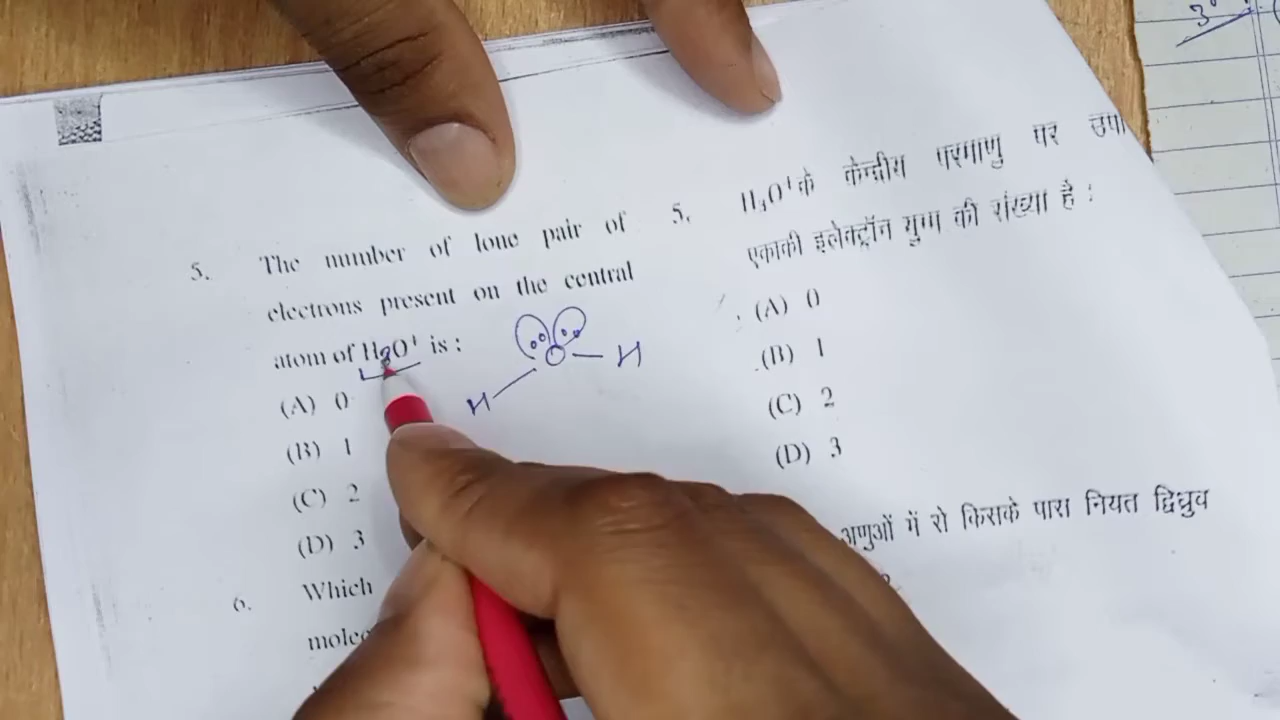 5. The number of lone pair of
electrons present on the central
atom of H₃O⁺ is :
(A) 0
(B) 1
(C) 2
(D) 3
6. Which
H O H
5. H₃O⁺ के केन्द्रीय परमाणु पर
एकाकी इलेक्ट्रॉन युग्म की संख्या है :
(A) 0
(B) 1
(C) 2
(D) 3
अणुओं में से किसके पास नियत द्विध्रुव